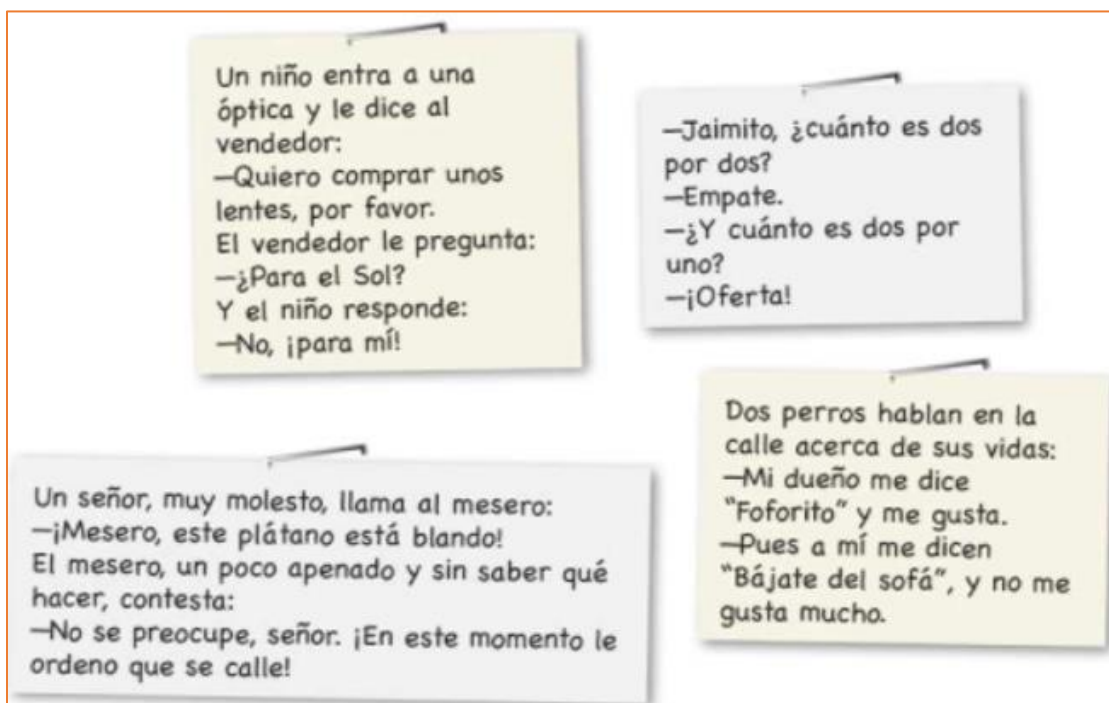 Un niño entra a una
óptica y le dice al
vendedor:
—Quiero comprar unos
lentes, por favor.
El vendedor le pregunta:
—¿Para el Sol?
Y el niño responde:
—No, ¡para mí!
—Jaimito, ¿cuánto es dos
por dos?
—Empate.
—¿Y cuánto es dos por
uno?
—¡Oferta!
Un señor, muy molesto, llama al mesero:
—¡Mesero, este plátano está blando!
El mesero, un poco apenado y sin saber qué
hacer, contesta:
—No se preocupe, señor. ¡En este momento le
ordeno que se calle!
Dos perros hablan en la
calle acerca de sus vidas:
—Mi dueño me dice
“Foforito” y me gusta.
—Pues a mí me dicen
“Bájate del sofá”, y no me
gusta mucho.